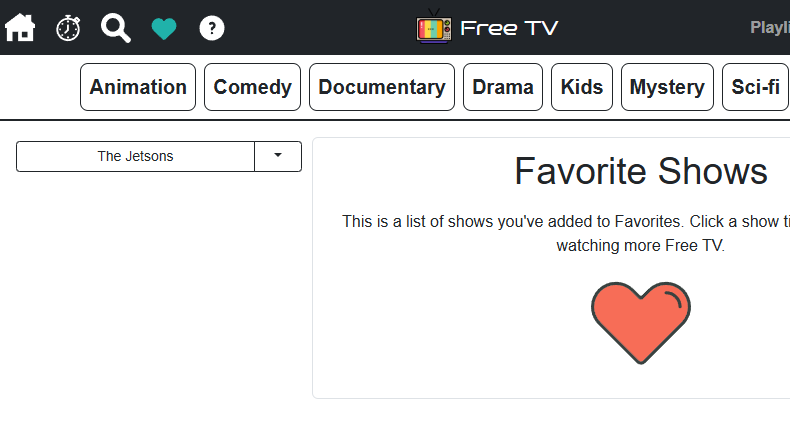 ? Free TV Playli
Animation Comedy Documentary Drama Kids Mystery Sci-fi
The Jetsons
Favorite Shows
This is a list of shows you've added to Favorites. Click a show ti
watching more Free TV.